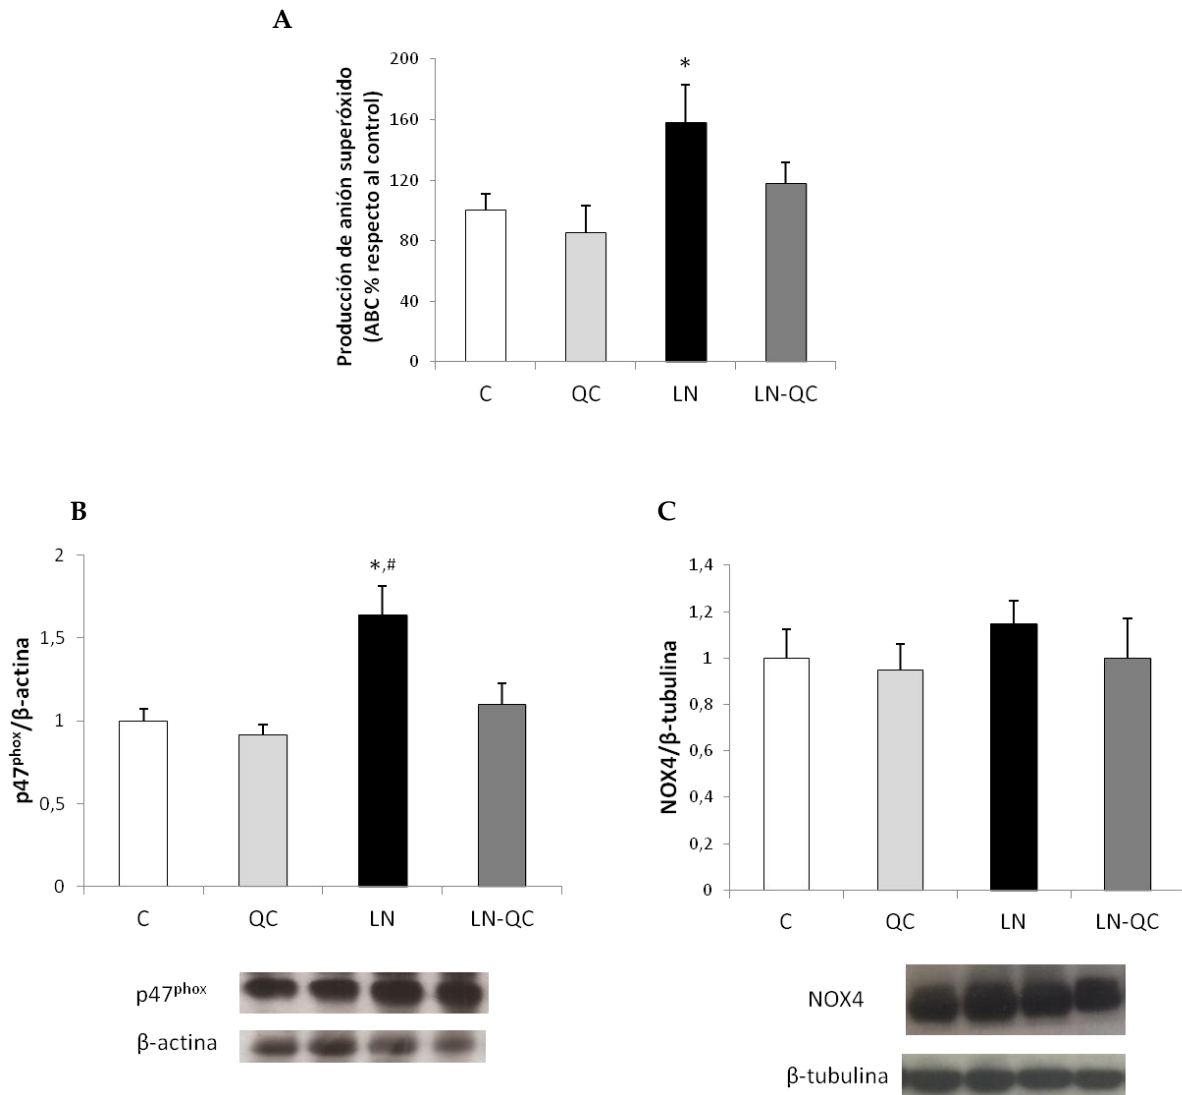 A
Producción de anión superóxido
(ABC % respecto al control)
200
160
120
80
40
0
*
C QC LN LN-QC
B
p47phox/β-actina
2
1,5
1
0,5
0
*,#
C QC LN LN-QC
p47phox
β-actina
C
NOX4/β-tubulina
1,4
1,2
1
0,8
0,6
0,4
0,2
0
C QC LN LN-QC
NOX4
β-tubulina